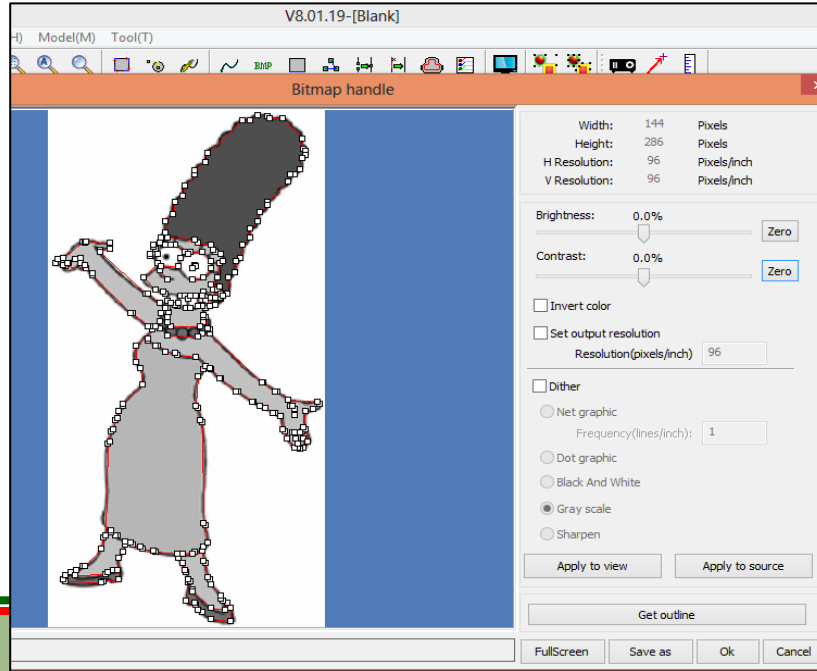 V8.01.19-[Blank]
H) Model(M) Tool(T)
A BMP
Bitmap handle
Width: 144 Pixels
Height: 286 Pixels
H Resolution: 96 Pixels/inch
V Resolution: 96 Pixels/inch
Brightness: 0.0%
Zero
Contrast: 0.0%
Zero
Invert color
Set output resolution
Resolution(pixels/inch) 96
Dither
Net graphic
Frequency(lines/inch): 1
Dot graphic
Black And White
Gray scale
Sharpen
Apply to view Apply to source
Get outline
FullScreen Save as Ok Cancel